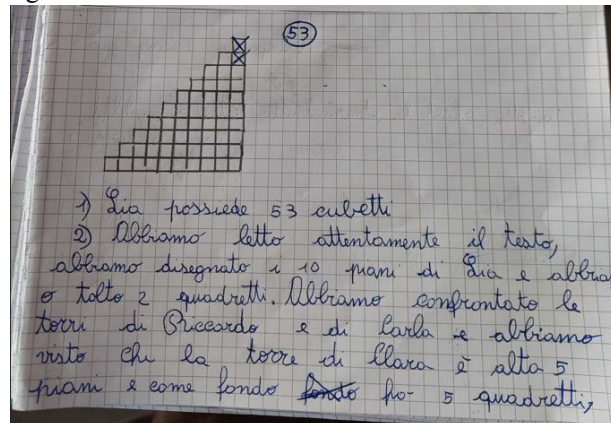 53
1) Lia possiede 53 cubetti
2) Abbiamo letto attentamente il testo,
abbiamo disegnato i 10 piani di Lia e abbia
o tolto 2 quadretti. Abbiamo confrontato le
torri di Riccardo e di Carla e abbiamo
visto che la torre di Clara è alta 5
piani e come fondo ho 5 quadretti,